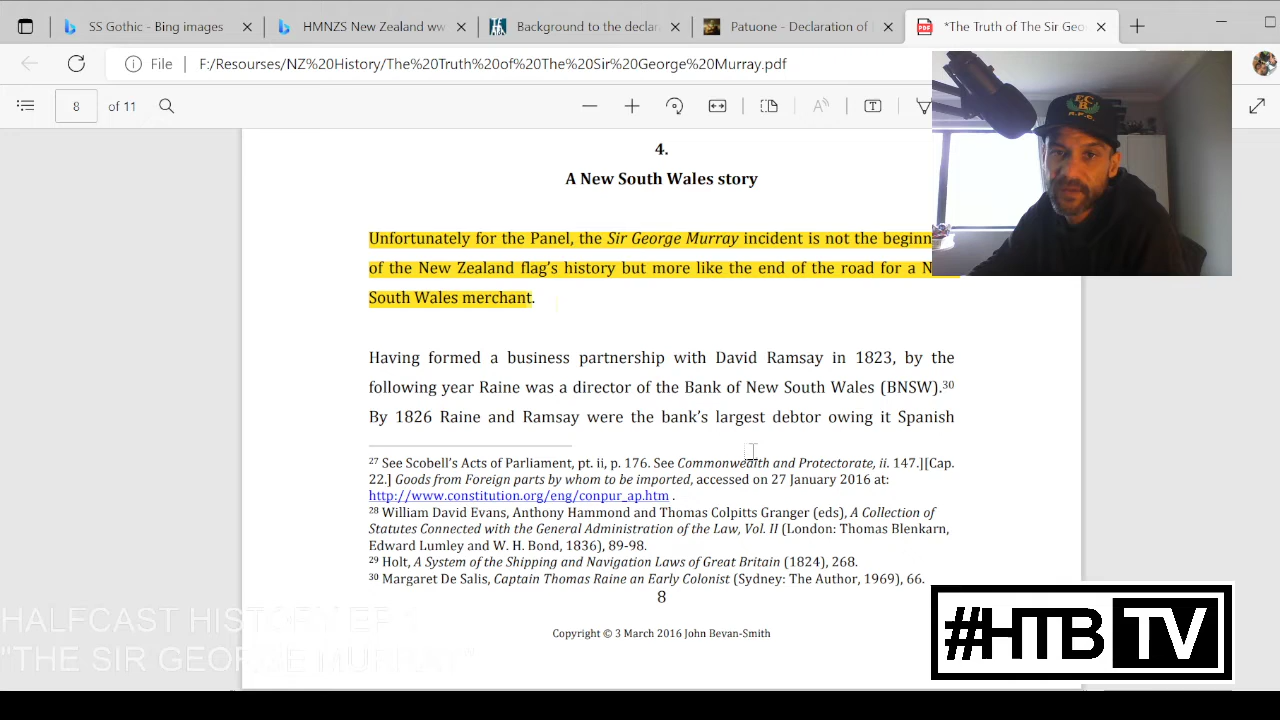 SS Gothic - Bing images
HMNZS New Zealand ww
Background to the declar
Patuone - Declaration of
*The Truth of The Sir Geo
File
F:/Resourses/NZ%20History/The%20Truth%20of%20The%20Sir%20George%20Murray.pdf
8 of 11
4.
A New South Wales story
Unfortunately for the Panel, the Sir George Murray incident is not the beginn
of the New Zealand flag's history but more like the end of the road for a N
South Wales merchant.
Having formed a business partnership with David Ramsay in 1823, by the
following year Raine was a director of the Bank of New South Wales (BNSW).30
By 1826 Raine and Ramsay were the bank's largest debtor owing it Spanish
27 See Scobell's Acts of Parliament, pt. ii, p. 176. See Commonwealth and Protectorate, ii. 147.][Cap.
22.] Goods from Foreign parts by whom to be imported, accessed on 27 January 2016 at:
http://www.constitution.org/eng/conpur_ap.htm .
28 William David Evans, Anthony Hammond and Thomas Colpitts Granger (eds), A Collection of
Statutes Connected with the General Administration of the Law, Vol. II (London: Thomas Blenkarn,
Edward Lumley and W. H. Bond, 1836), 89-98.
29 Holt, A System of the Shipping and Navigation Laws of Great Britain (1824), 268.
30 Margaret De Salis, Captain Thomas Raine an Early Colonist (Sydney: The Author, 1969), 66.
8
Copyright © 3 March 2016 John Bevan-Smith
HALFCAST HISTORY EP
"THE SIR GEORGE MURRAY"
#HTB TV